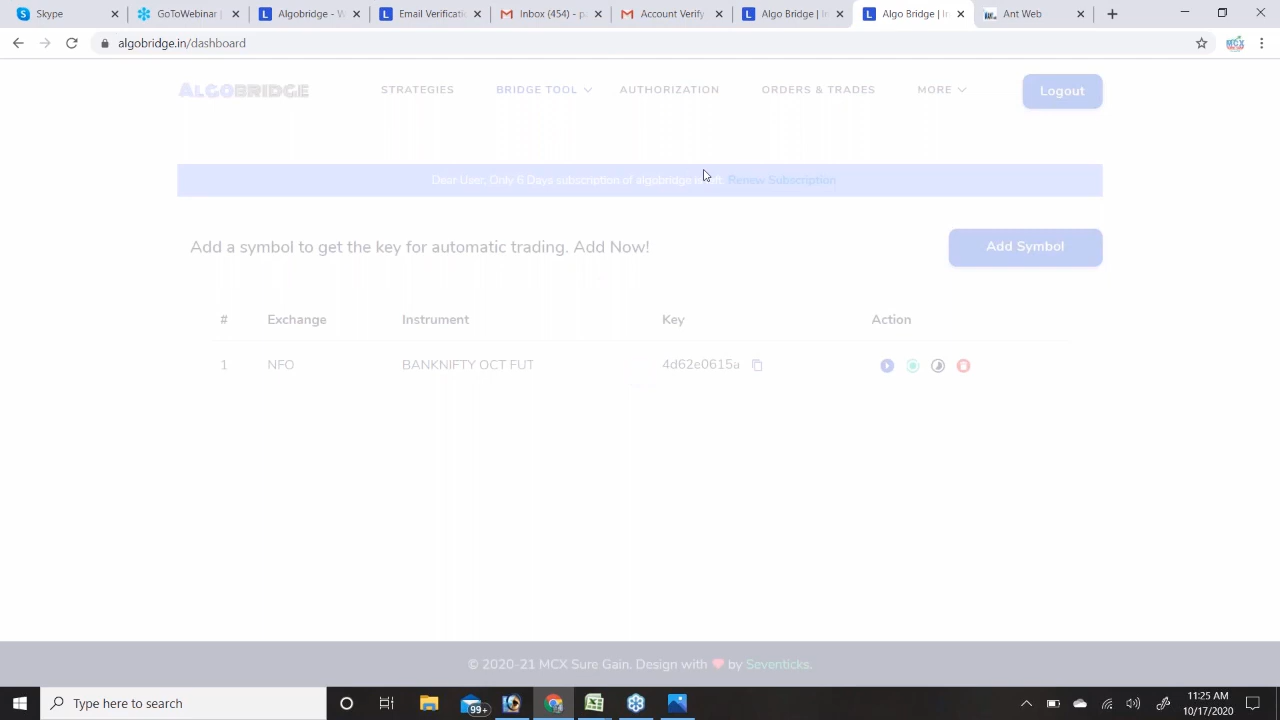 Skype
GoToWebinar
Algobridge - W
Email Verificati
Inbox (454) - p
Account Verify
Algo Bridge | In
Algo Bridge | In
Ant Web
algobridge.in/dashboard
ALGOBRIDGE
STRATEGIES
BRIDGE TOOL
AUTHORIZATION
ORDERS & TRADES
MORE
Logout
Dear User, Only 6 Days subscription of algobridge is left. Renew Subscription
Add a symbol to get the key for automatic trading. Add Now!
Add Symbol
# Exchange Instrument Key Action
1 NFO BANKNIFTY OCT FUT 4d62e0615a
© 2020-21 MCX Sure Gain. Design with ❤ by Seventicks.
Type here to search
99+
11:25 AM
10/17/2020